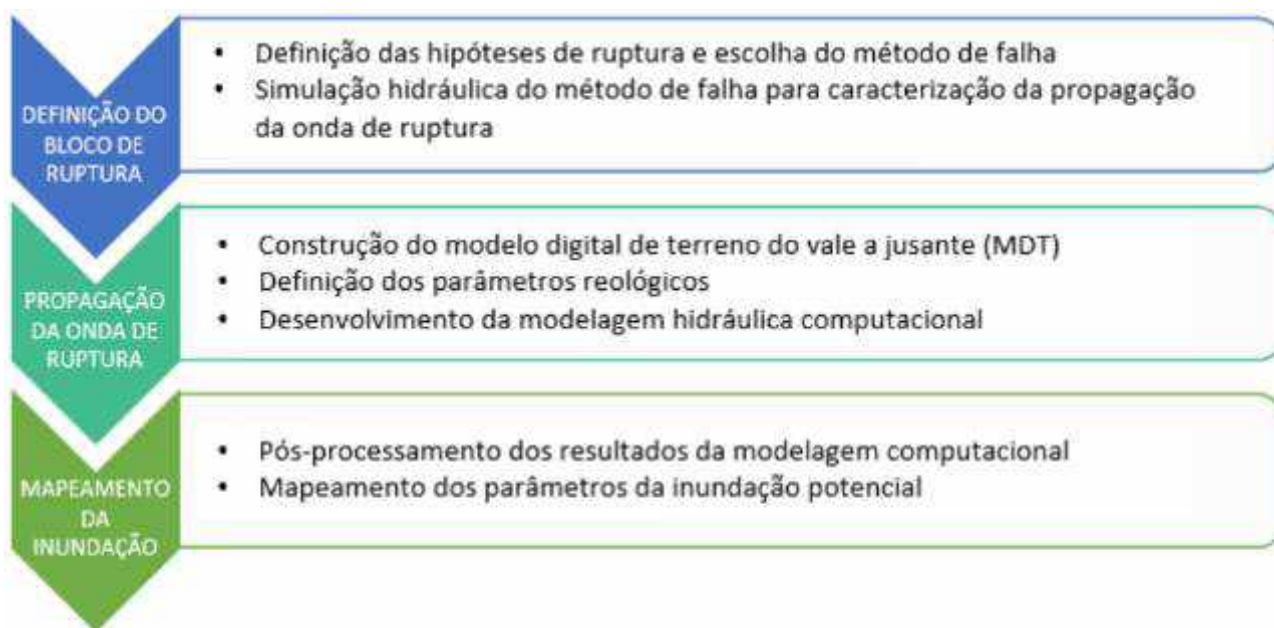 DEFINIÇÃO DO
BLOCO DE
RUPTURA
• Definição das hipóteses de ruptura e escolha do método de falha
• Simulação hidráulica do método de falha para caracterização da propagação
da onda de ruptura
PROPAGAÇÃO
DA ONDA DE
RUPTURA
• Construção do modelo digital de terreno do vale a jusante (MDT)
• Definição dos parâmetros reológicos
• Desenvolvimento da modelagem hidráulica computacional
MAPEAMENTO
DA
INUNDAÇÃO
• Pós-processamento dos resultados da modelagem computacional
• Mapeamento dos parâmetros da inundação potencial